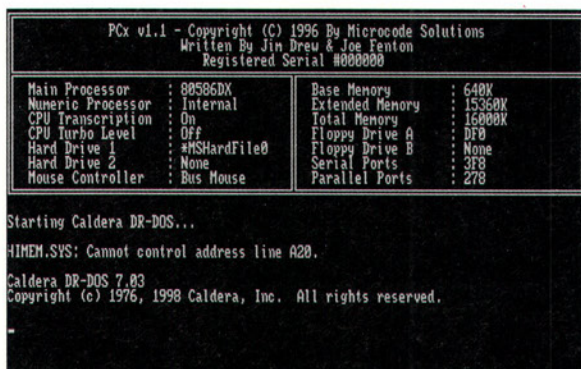 PCx v1.1 - Copyright (C) 1996 By Microcode Solutions
Written By Jim Drew & Joe Fenton
Registered Serial #000000
Main Processor : 80586DX
Numeric Processor : Internal
CPU Transcription : On
CPU Turbo Level : Off
Hard Drive 1 : *MSHardFile0
Hard Drive 2 : None
Mouse Controller : Bus Mouse
Base Memory : 640K
Extended Memory : 15360K
Total Memory : 16000K
Floppy Drive A : DF0
Floppy Drive B : None
Serial Ports : 3F8
Parallel Ports : 278
Starting Caldera DR-DOS...
HIMEM.SYS: Cannot control address line A20.
Caldera DR-DOS 7.03
Copyright (c) 1976, 1998 Caldera, Inc. All rights reserved.